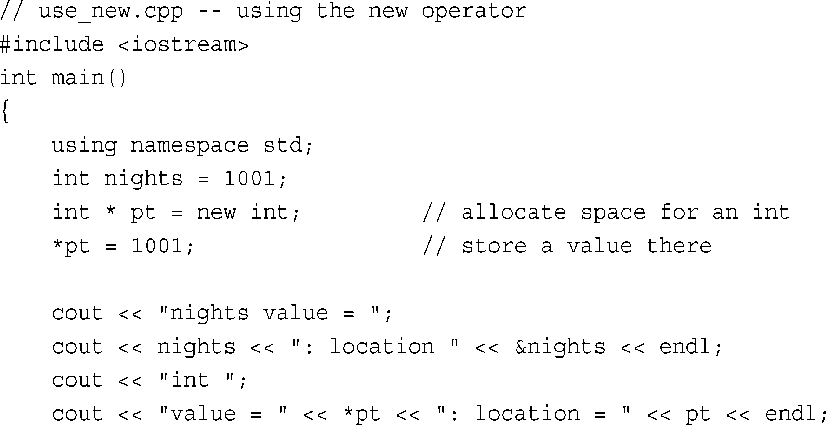 // use_new.cpp -- using the new operator
#include <iostream>
int main()
{
    using namespace std;
    int nights = 1001;
    int * pt = new int;         // allocate space for an int
    *pt = 1001;                 // store a value there

    cout << "nights value = ";
    cout << nights << ": location " << &nights << endl;
    cout << "int ";
    cout << "value = " << *pt << ": location = " << pt << endl;